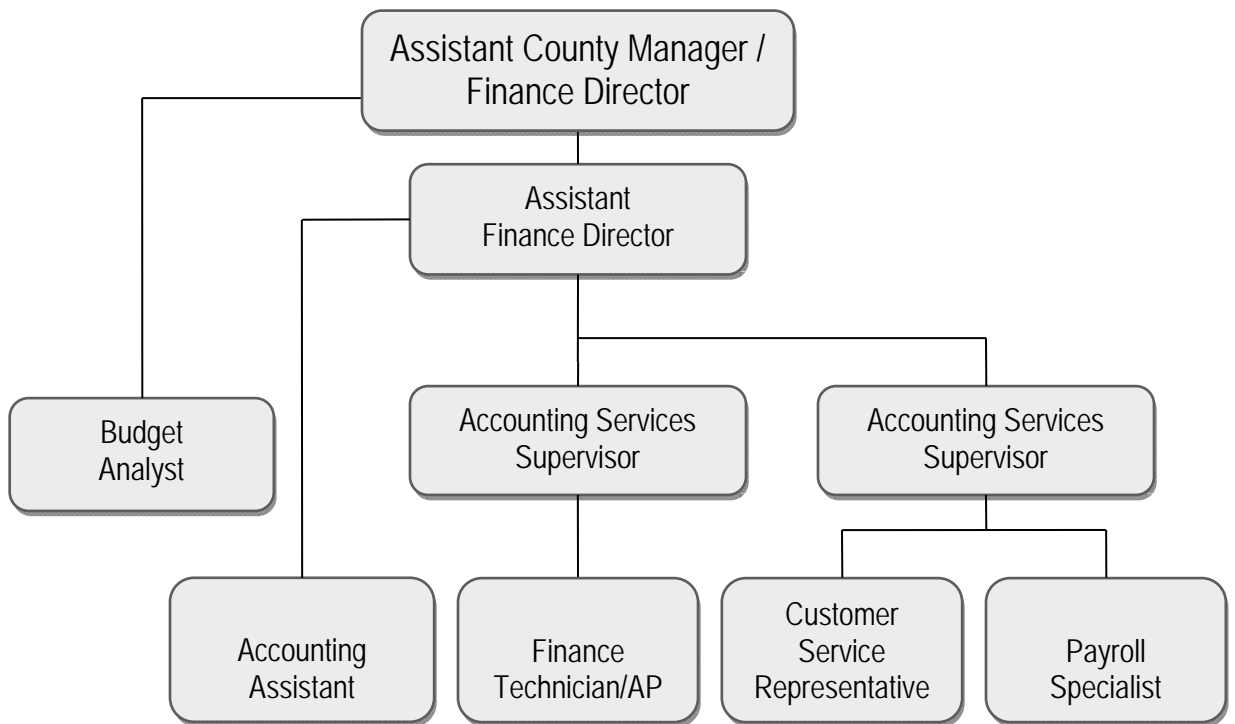 Assistant County Manager /
Finance Director
Assistant
Finance Director
Budget
Analyst
Accounting Services
Supervisor
Accounting Services
Supervisor
Accounting
Assistant
Finance
Technician/AP
Customer
Service
Representative
Payroll
Specialist